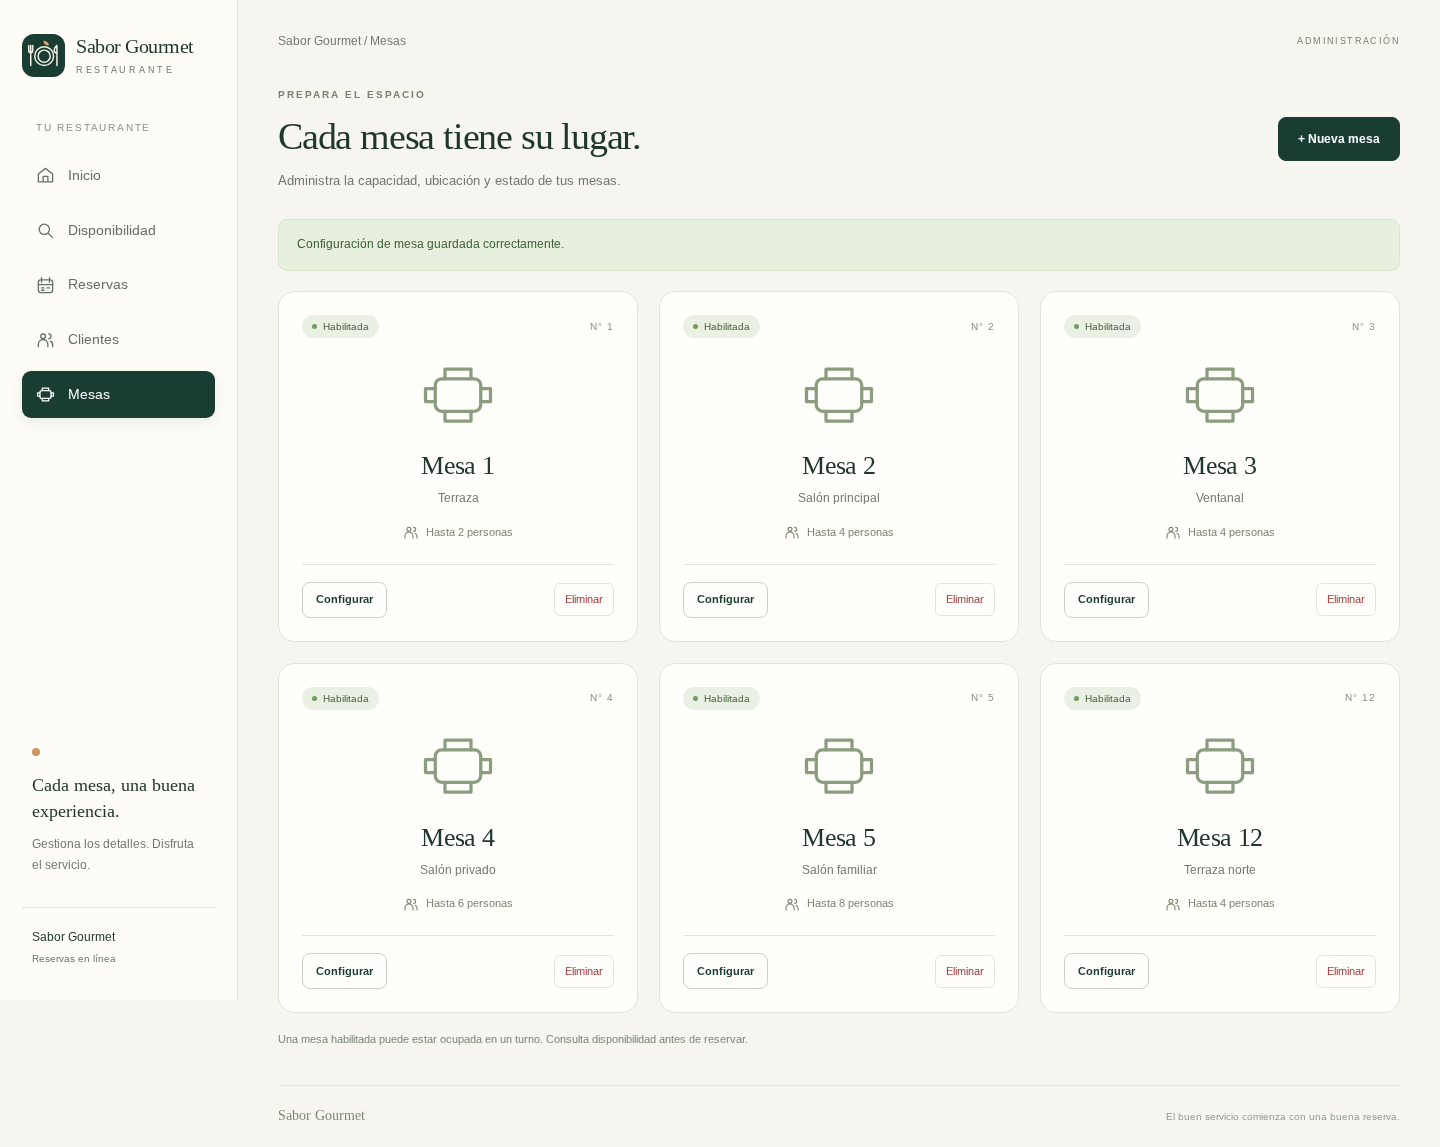 Sabor Gourmet
RESTAURANTE
TU RESTAURANTE
Inicio
Disponibilidad
Reservas
Clientes
Mesas
Cada mesa, una buena
experiencia.
Gestiona los detalles. Disfruta
el servicio.
Sabor Gourmet
Reservas en línea
Sabor Gourmet / Mesas
ADMINISTRACIÓN
PREPARA EL ESPACIO
Cada mesa tiene su lugar.
Administra la capacidad, ubicación y estado de tus mesas.
+ Nueva mesa
Configuración de mesa guardada correctamente.
Habilitada
N° 1
Mesa 1
Terraza
Hasta 2 personas
Configurar
Eliminar
Habilitada
N° 2
Mesa 2
Salón principal
Hasta 4 personas
Configurar
Eliminar
Habilitada
N° 3
Mesa 3
Ventanal
Hasta 4 personas
Configurar
Eliminar
Habilitada
N° 4
Mesa 4
Salón privado
Hasta 6 personas
Configurar
Eliminar
Habilitada
N° 5
Mesa 5
Salón familiar
Hasta 8 personas
Configurar
Eliminar
Habilitada
N° 12
Mesa 12
Terraza norte
Hasta 4 personas
Configurar
Eliminar
Una mesa habilitada puede estar ocupada en un turno. Consulta disponibilidad antes de reservar.
Sabor Gourmet
El buen servicio comienza con una buena reserva.